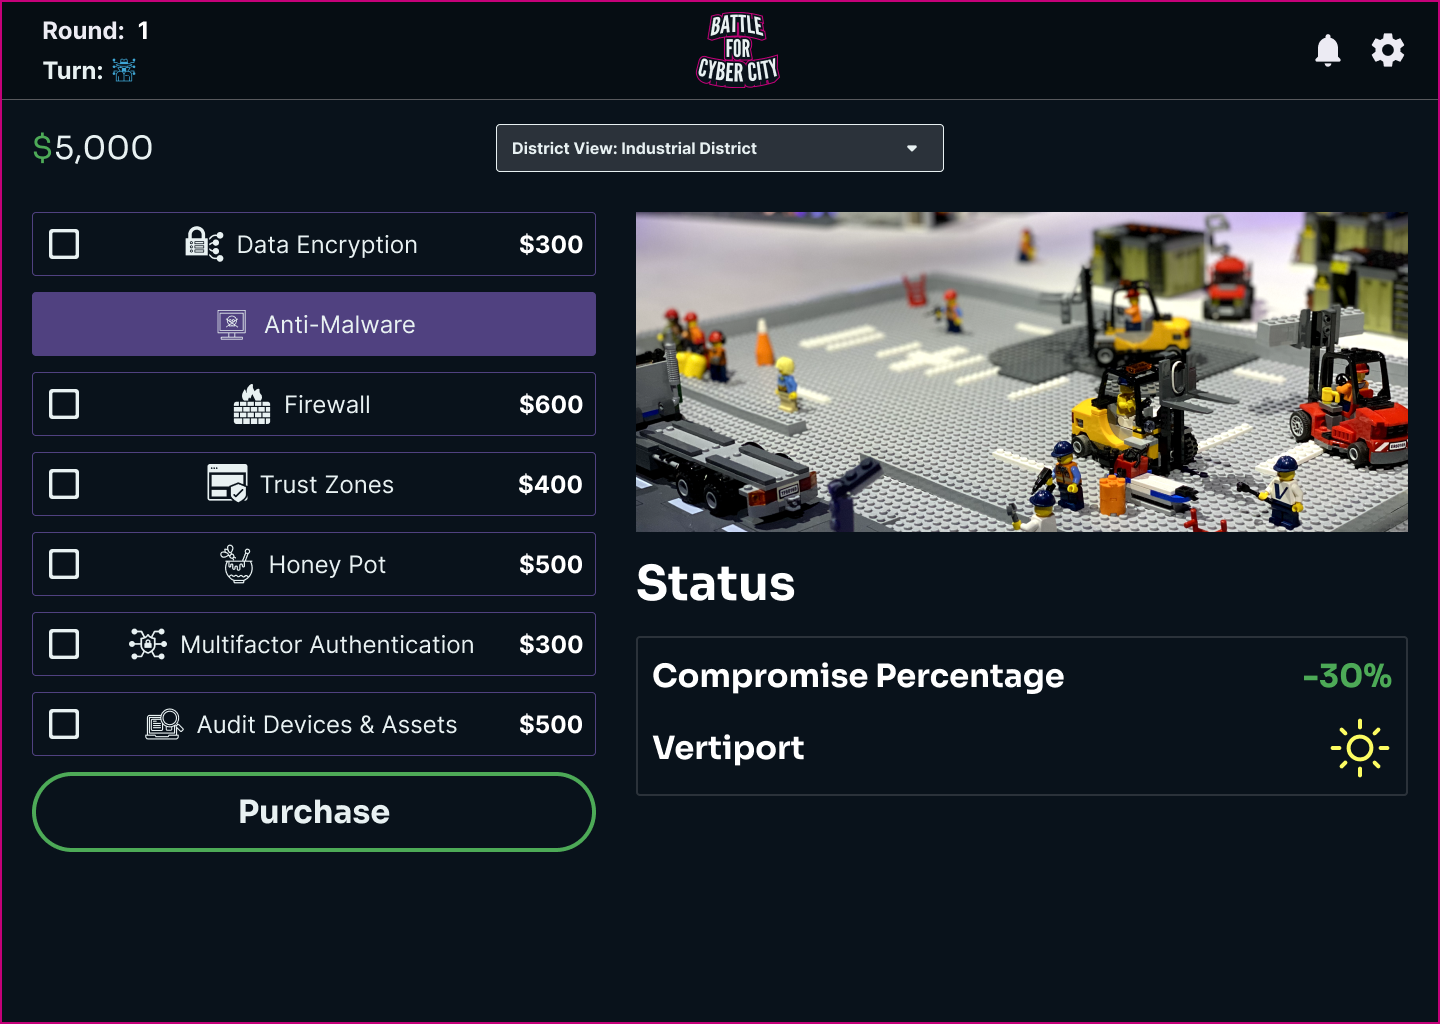 Round: 1
Turn:
BATTLE
FOR
CYBER CITY
$5,000
District View: Industrial District
Data Encryption $300
Anti-Malware
Firewall $600
Trust Zones $400
Honey Pot $500
Multifactor Authentication $300
Audit Devices & Assets $500
Purchase
Status
Compromise Percentage -30%
Vertiport